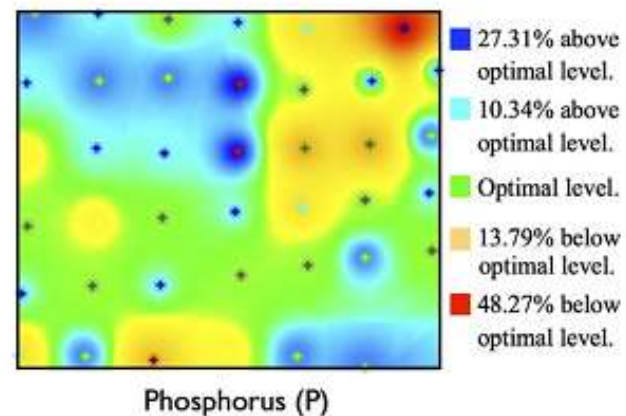 27.31% above
optimal level.
10.34% above
optimal level.
Optimal level.
13.79% below
optimal level.
48.27% below
optimal level.
Phosphorus (P)